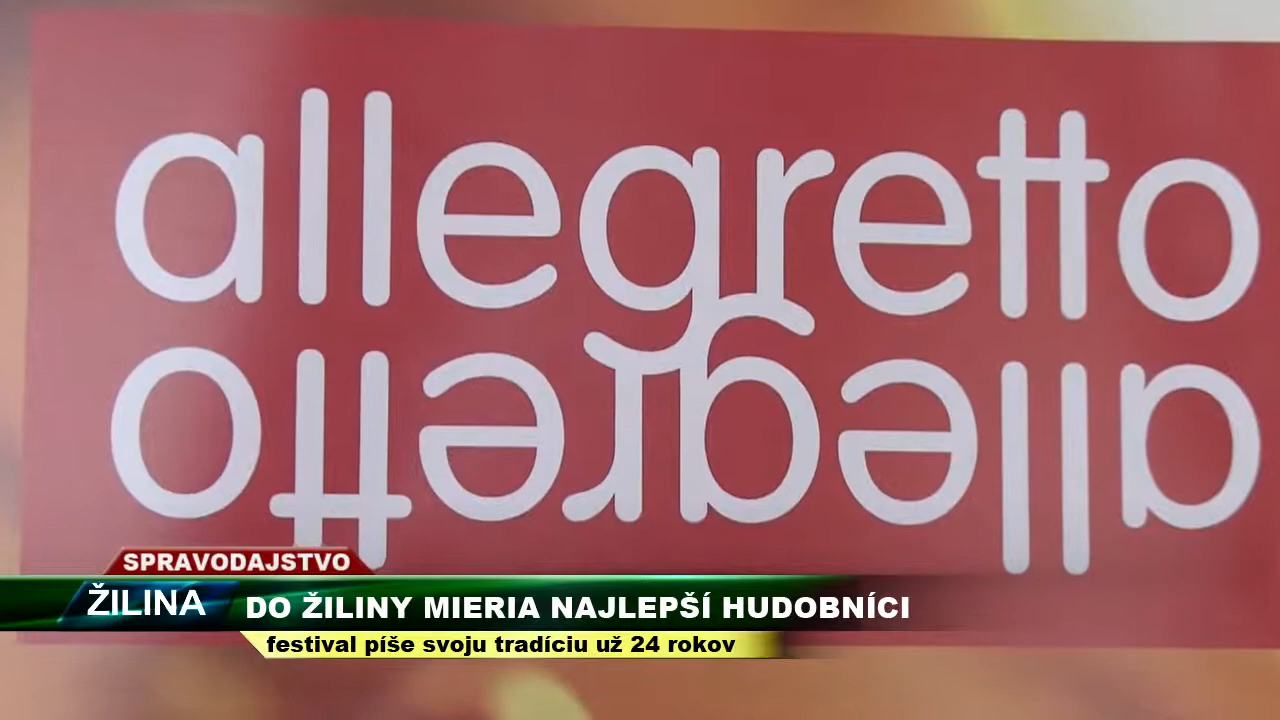 allegretto
allegretto
SPRAVODAJSTVO
ŽILINA
DO ŽILINY MIERIA NAJLEPŠÍ HUDOBNÍCI
festival píše svoju tradíciu už 24 rokov